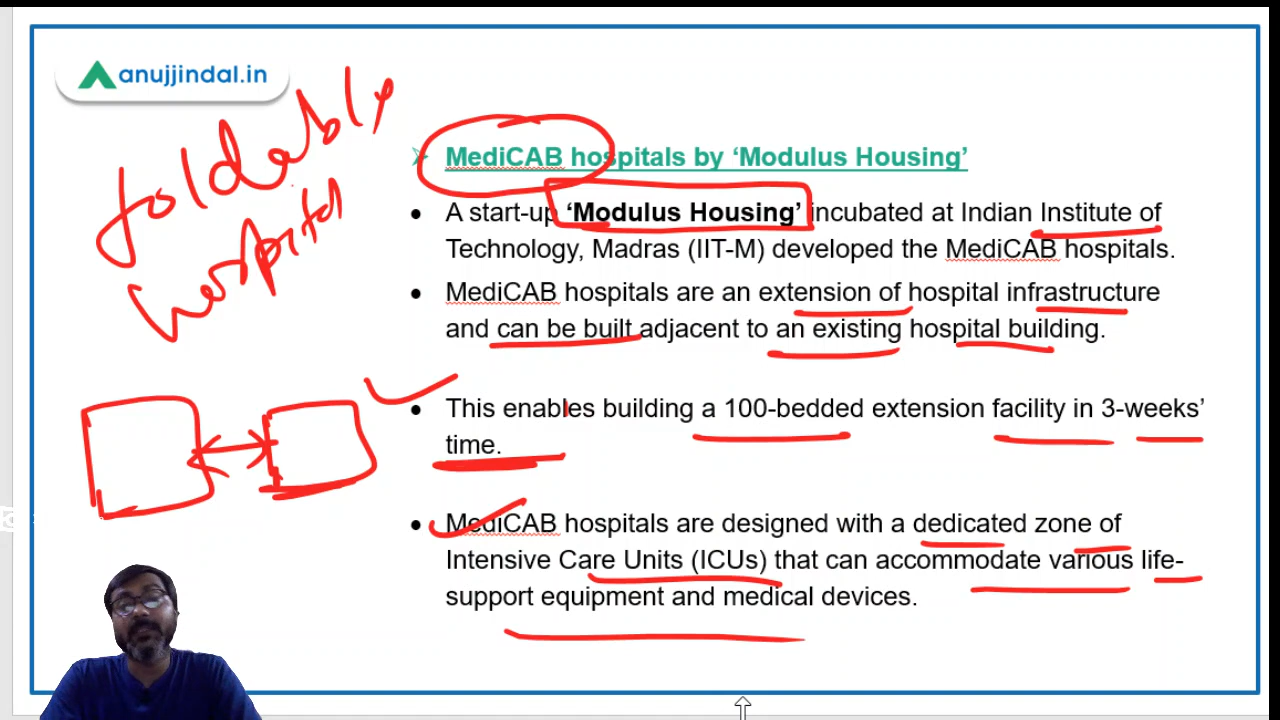 anujjindal.in
foldable
hospital
MediCAB hospitals by ‘Modulus Housing’
A start-up ‘Modulus Housing’ incubated at Indian Institute of
Technology, Madras (IIT-M) developed the MediCAB hospitals.
MediCAB hospitals are an extension of hospital infrastructure
and can be built adjacent to an existing hospital building.
This enables building a 100-bedded extension facility in 3-weeks’
time.
MediCAB hospitals are designed with a dedicated zone of
Intensive Care Units (ICUs) that can accommodate various life-
support equipment and medical devices.